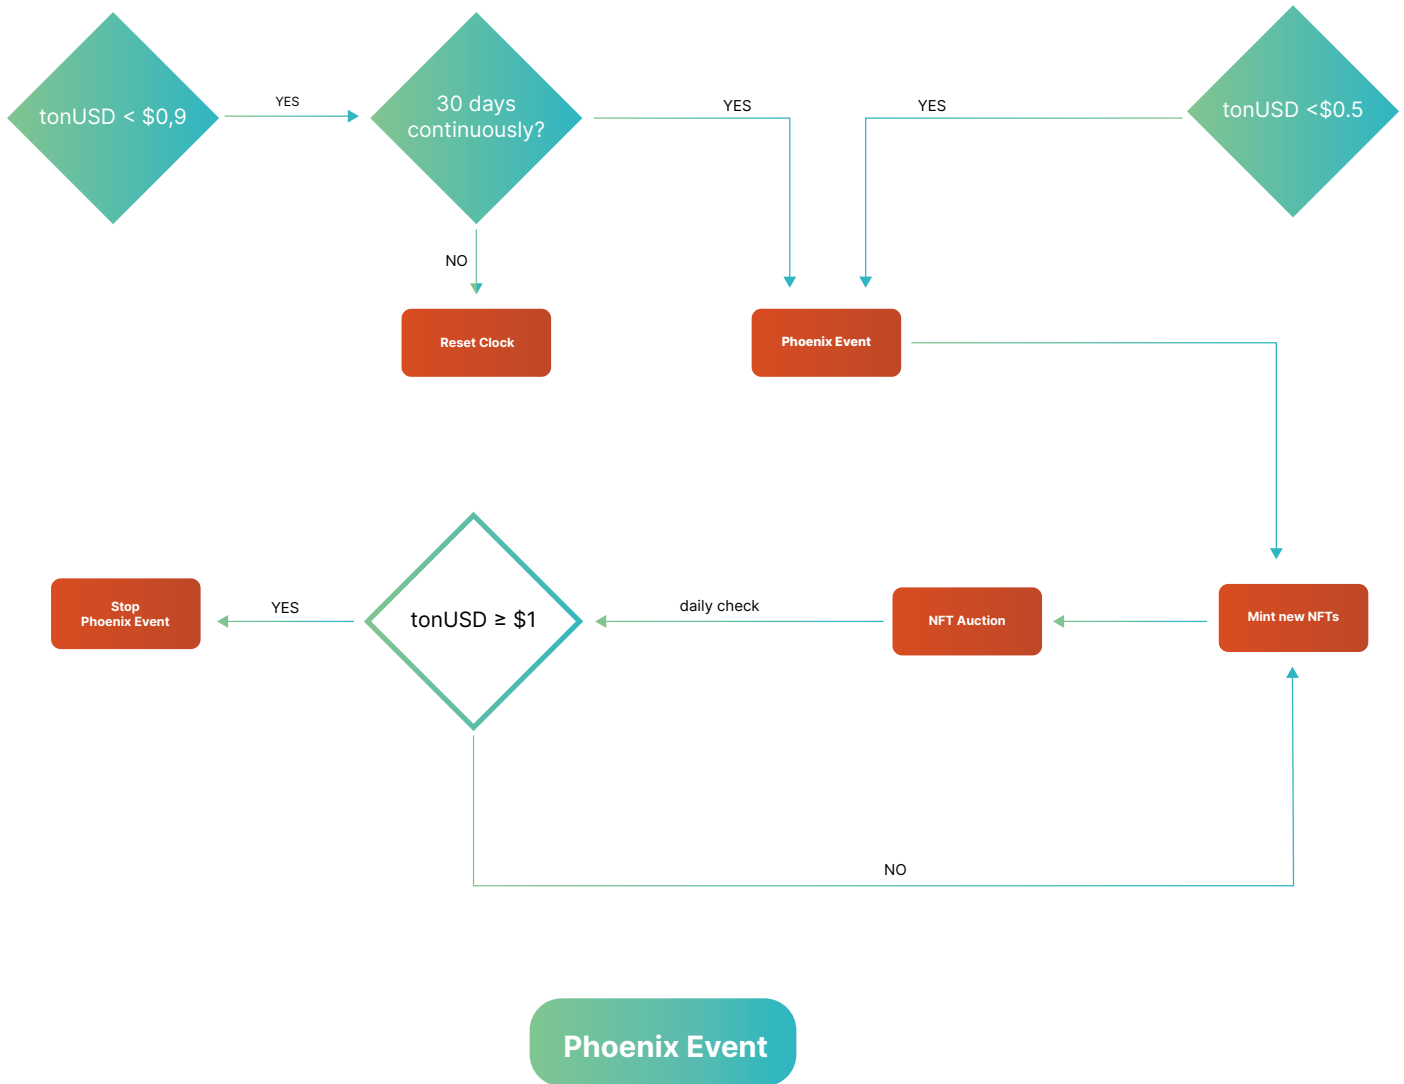 tonUSD < $0,9
YES
30 days
continuously?
YES
YES
tonUSD <$0.5
NO
Reset Clock
Phoenix Event
Stop
Phoenix Event
YES
tonUSD ≥ $1
daily check
NFT Auction
Mint new NFTs
NO
Phoenix Event